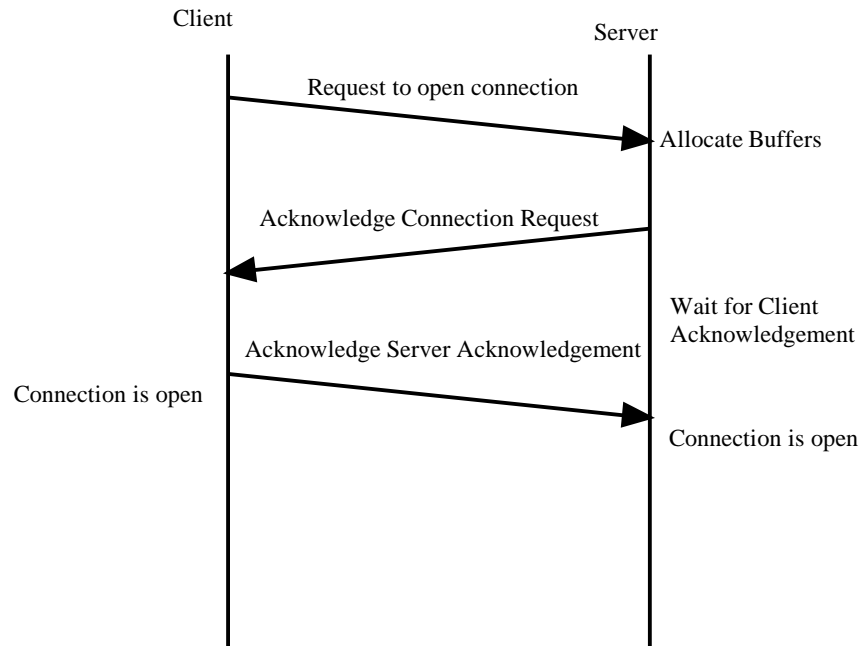 Client
Server
Request to open connection
Allocate Buffers
Acknowledge Connection Request
Wait for Client
Acknowledgement
Acknowledge Server Acknowledgement
Connection is open
Connection is open